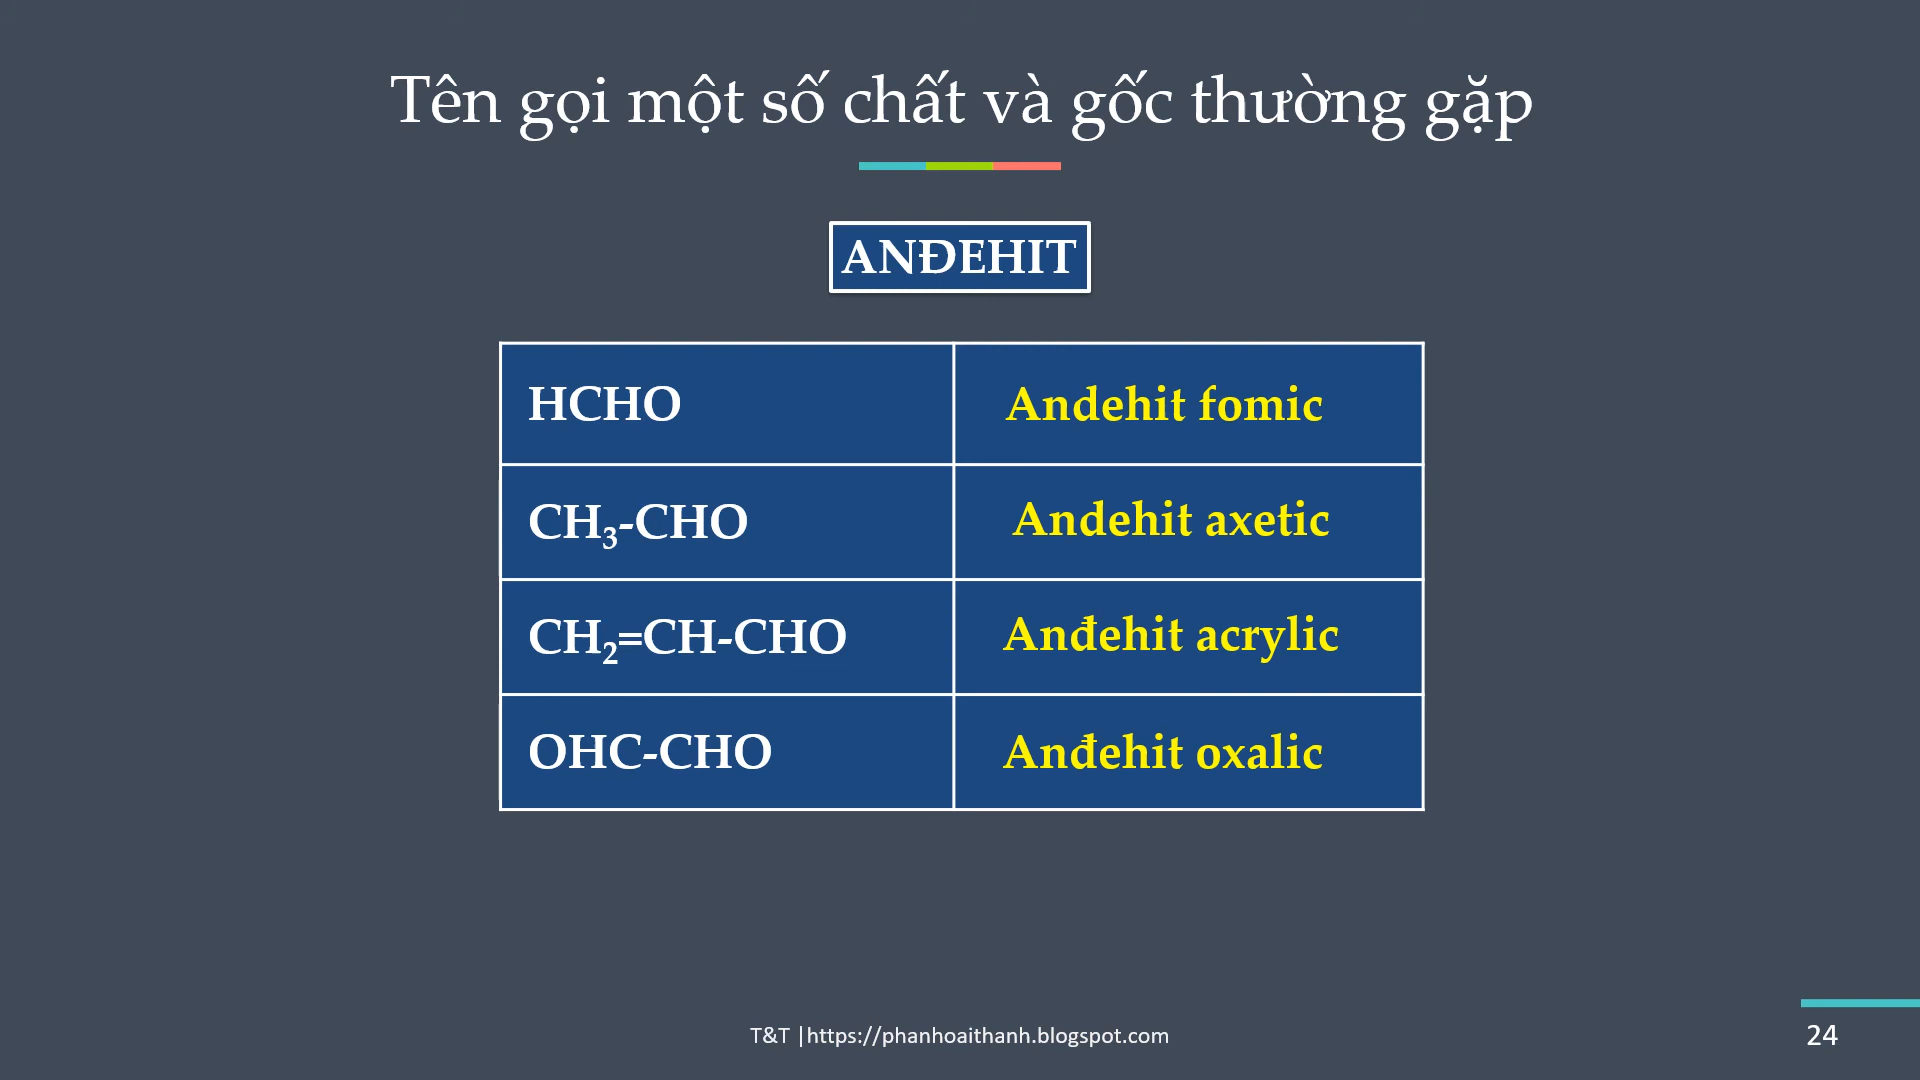 Tên gọi một số chất và gốc thường gặp
ANĐEHIT
HCHO Andehit fomic
CH₃-CHO Andehit axetic
CH₂=CH-CHO Anđehit acrylic
OHC-CHO Anđehit oxalic
T&T |https://phanhoaithanh.blogspot.com
24